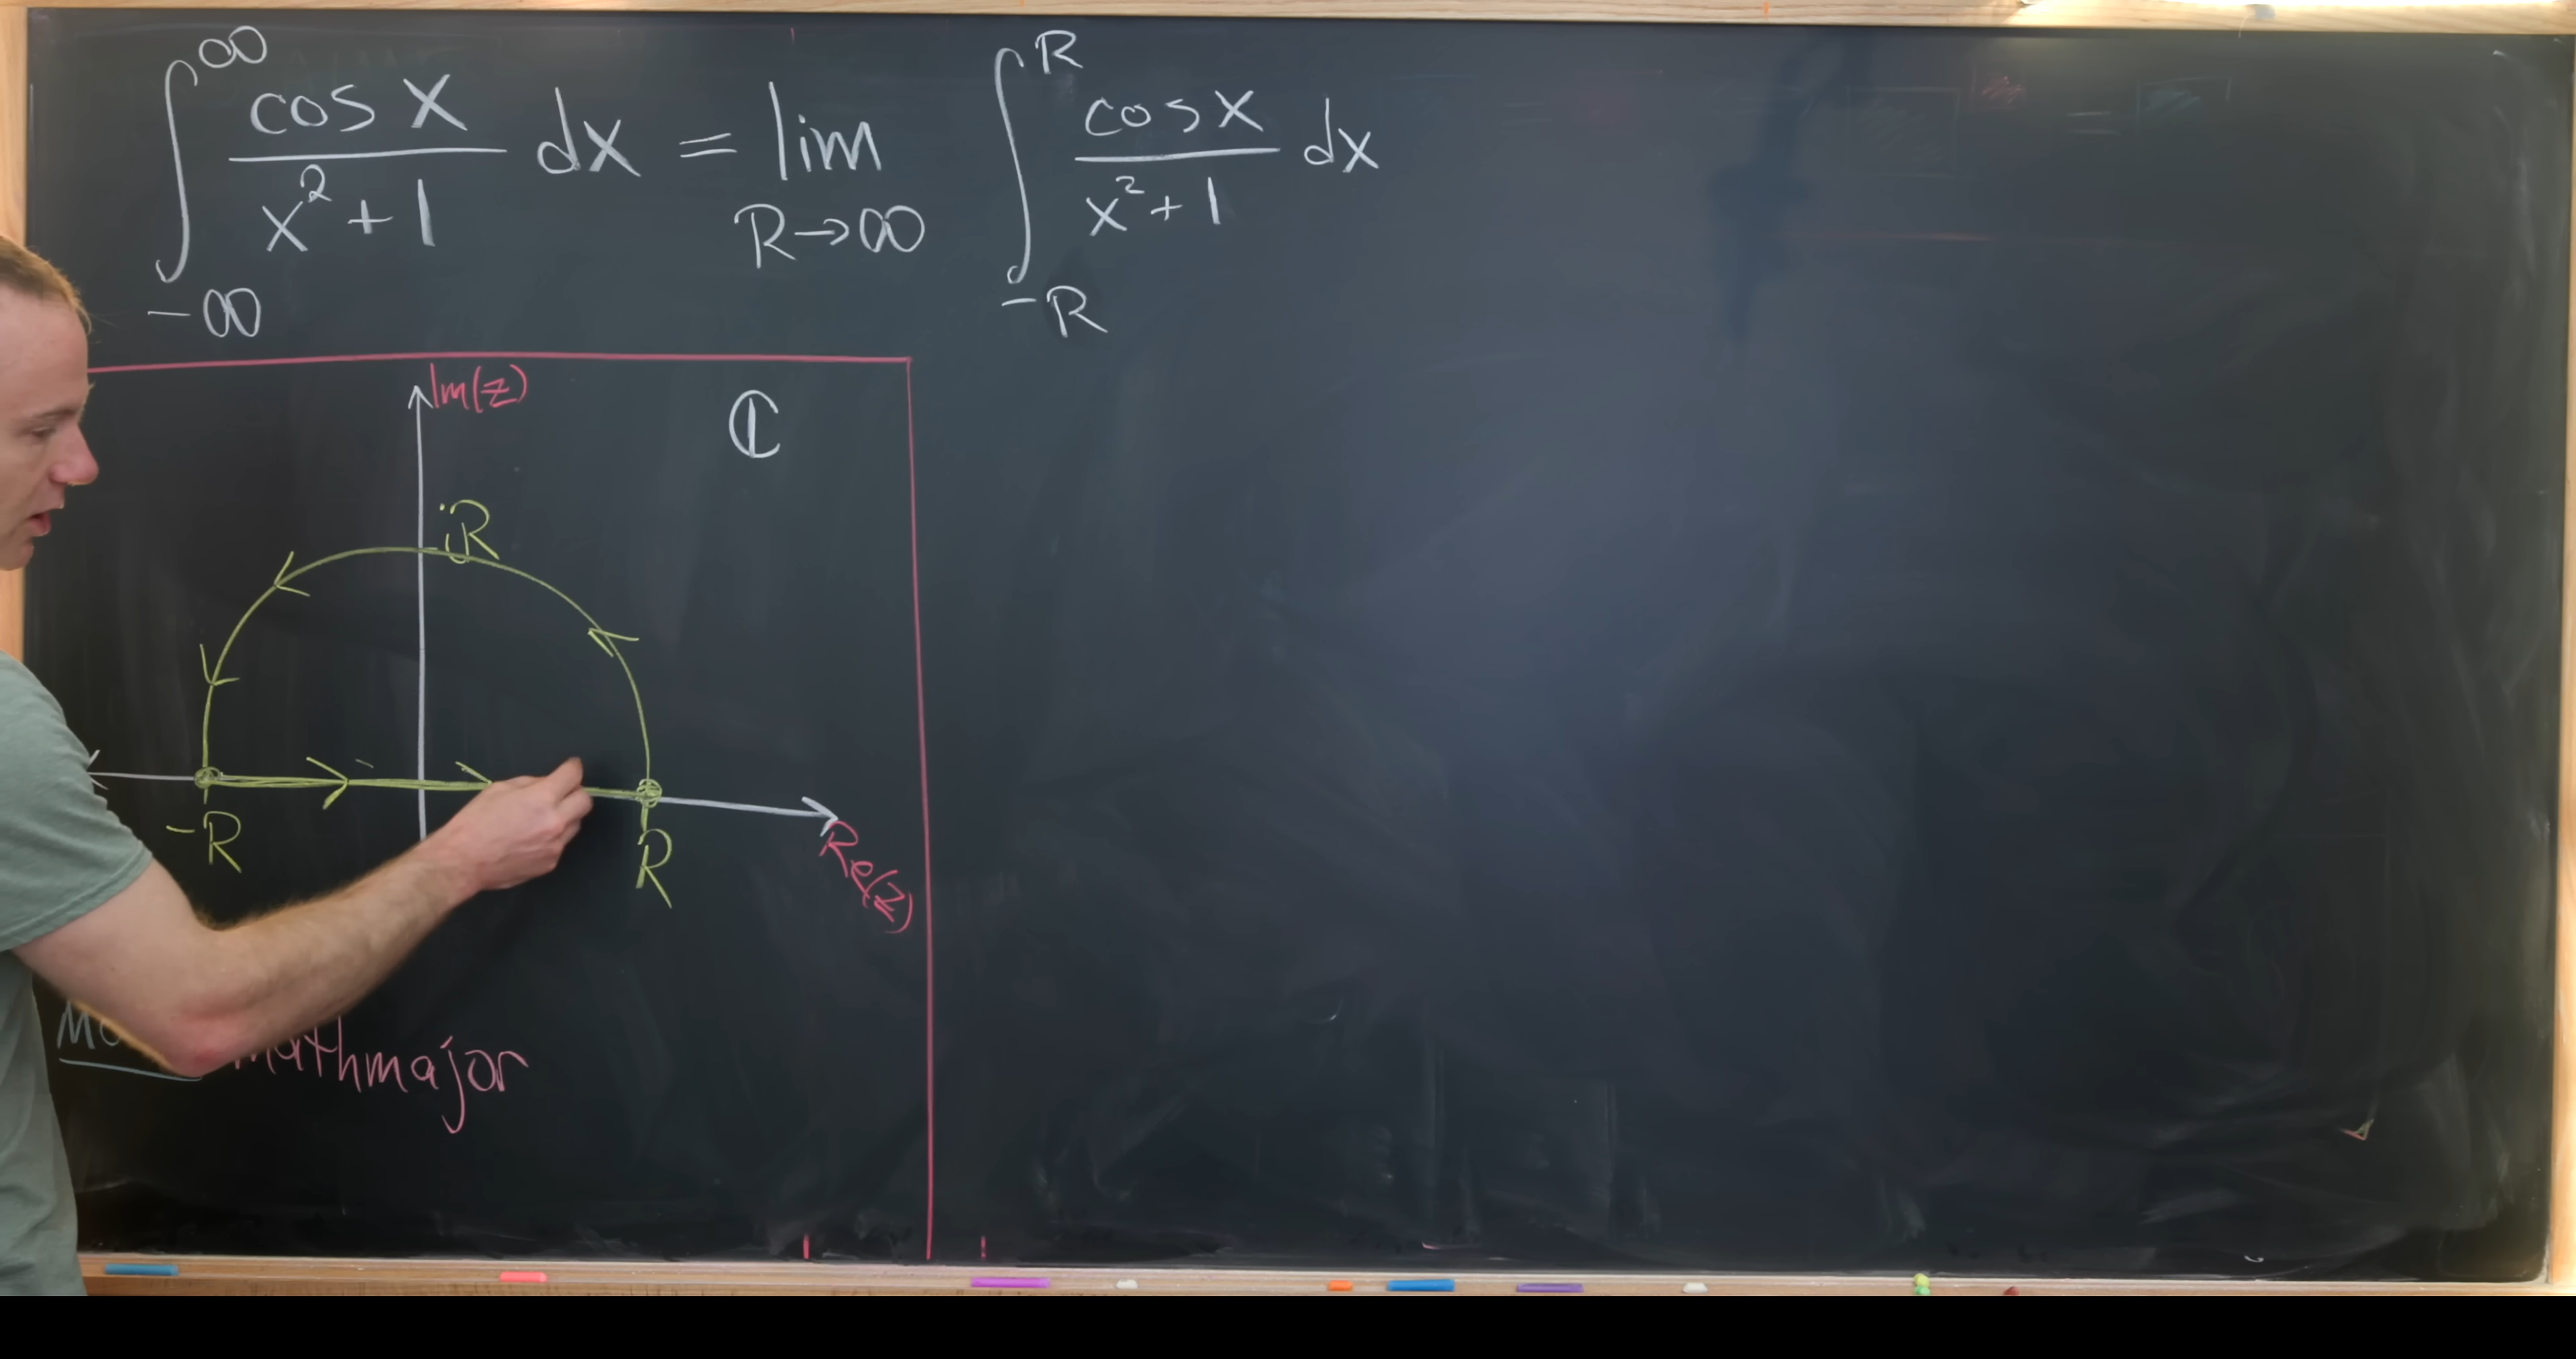 ∫_{-∞}^{∞} cos x / (x² + 1) dx = lim_{R→∞} ∫_{-R}^{R} cos x / (x² + 1) dx
Im(z)
ℂ
iR
-R
R
Re(z)
mathmajor